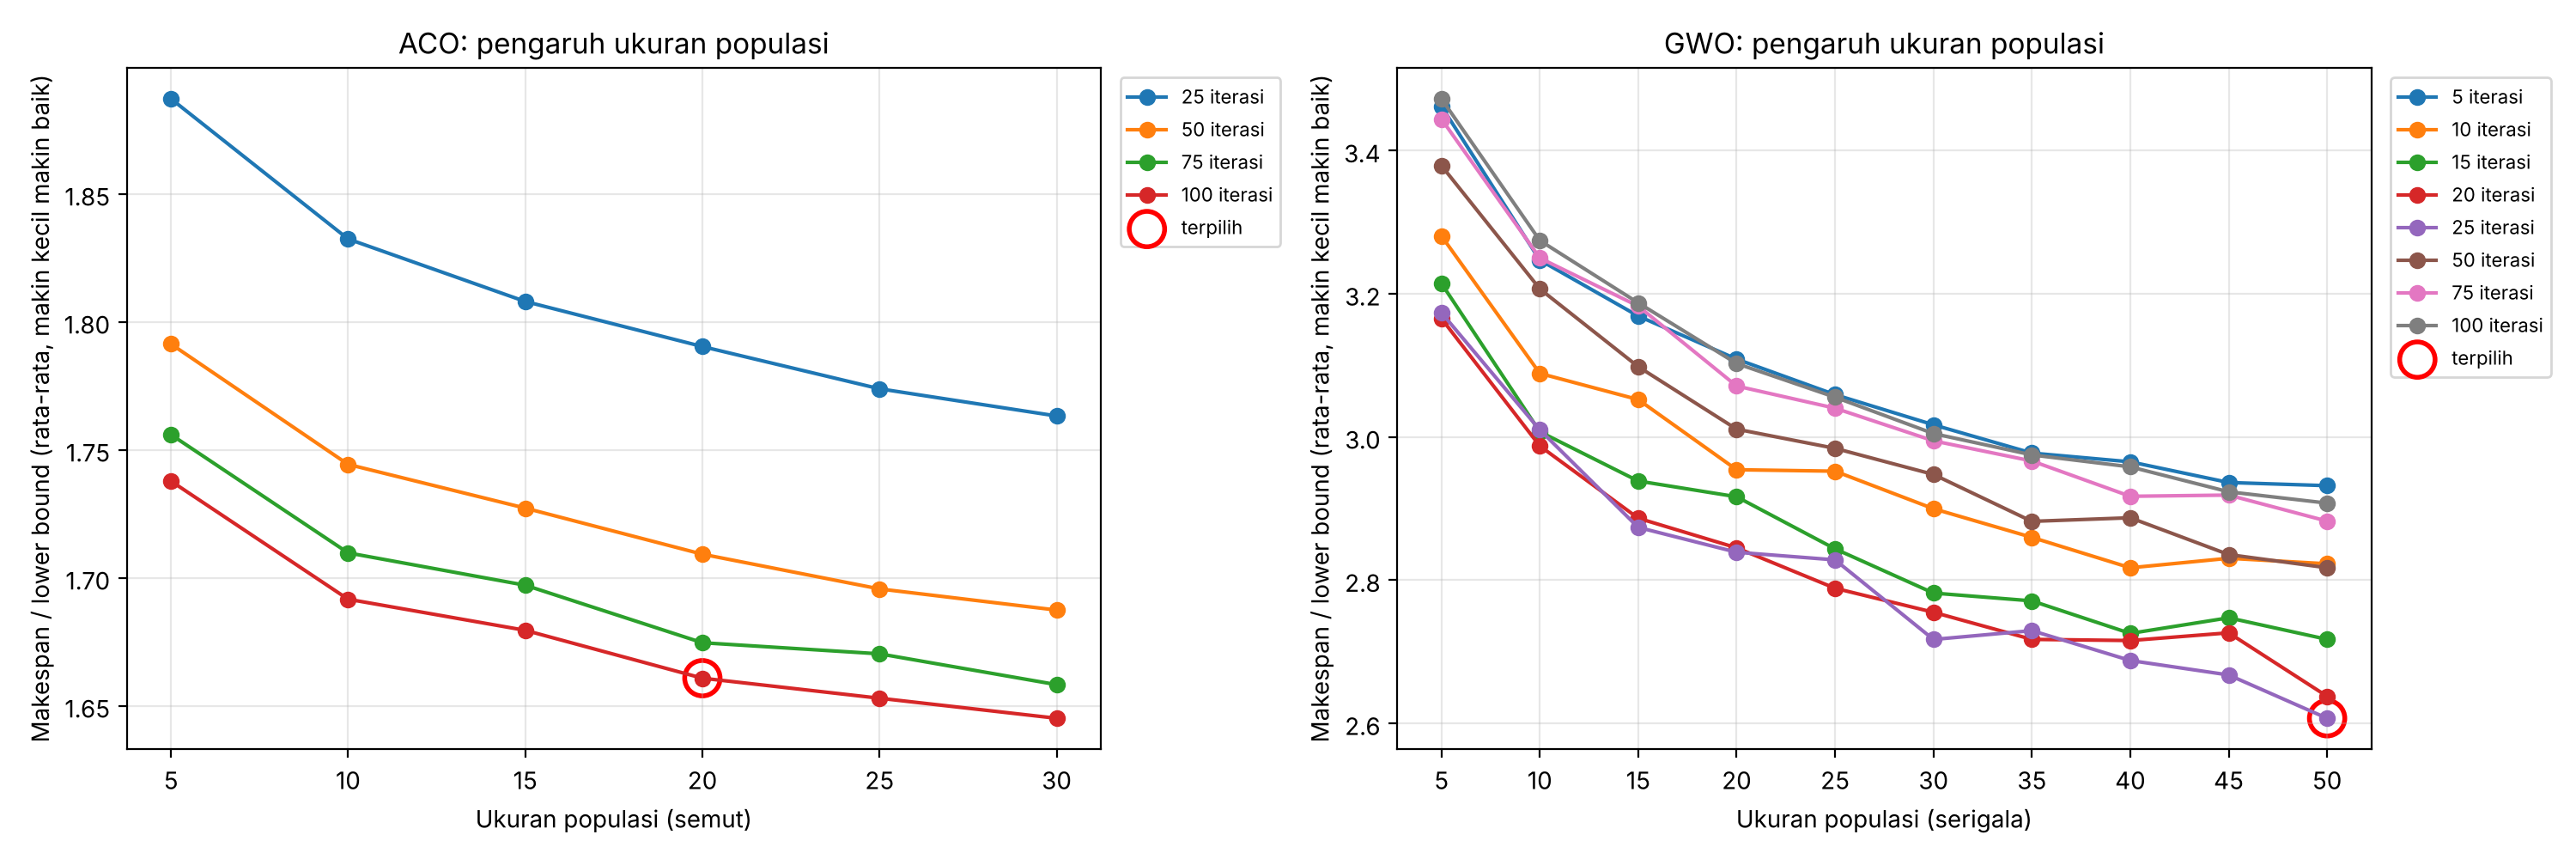 ACO: pengaruh ukuran populasi
Makespan / lower bound (rata-rata, makin kecil makin baik)
1.85
1.80
1.75
1.70
1.65
5 10 15 20 25 30
Ukuran populasi (semut)
25 iterasi
50 iterasi
75 iterasi
100 iterasi
terpilih
GWO: pengaruh ukuran populasi
Makespan / lower bound (rata-rata, makin kecil makin baik)
3.4
3.2
3.0
2.8
2.6
5 10 15 20 25 30 35 40 45 50
Ukuran populasi (serigala)
5 iterasi
10 iterasi
15 iterasi
20 iterasi
25 iterasi
50 iterasi
75 iterasi
100 iterasi
terpilih